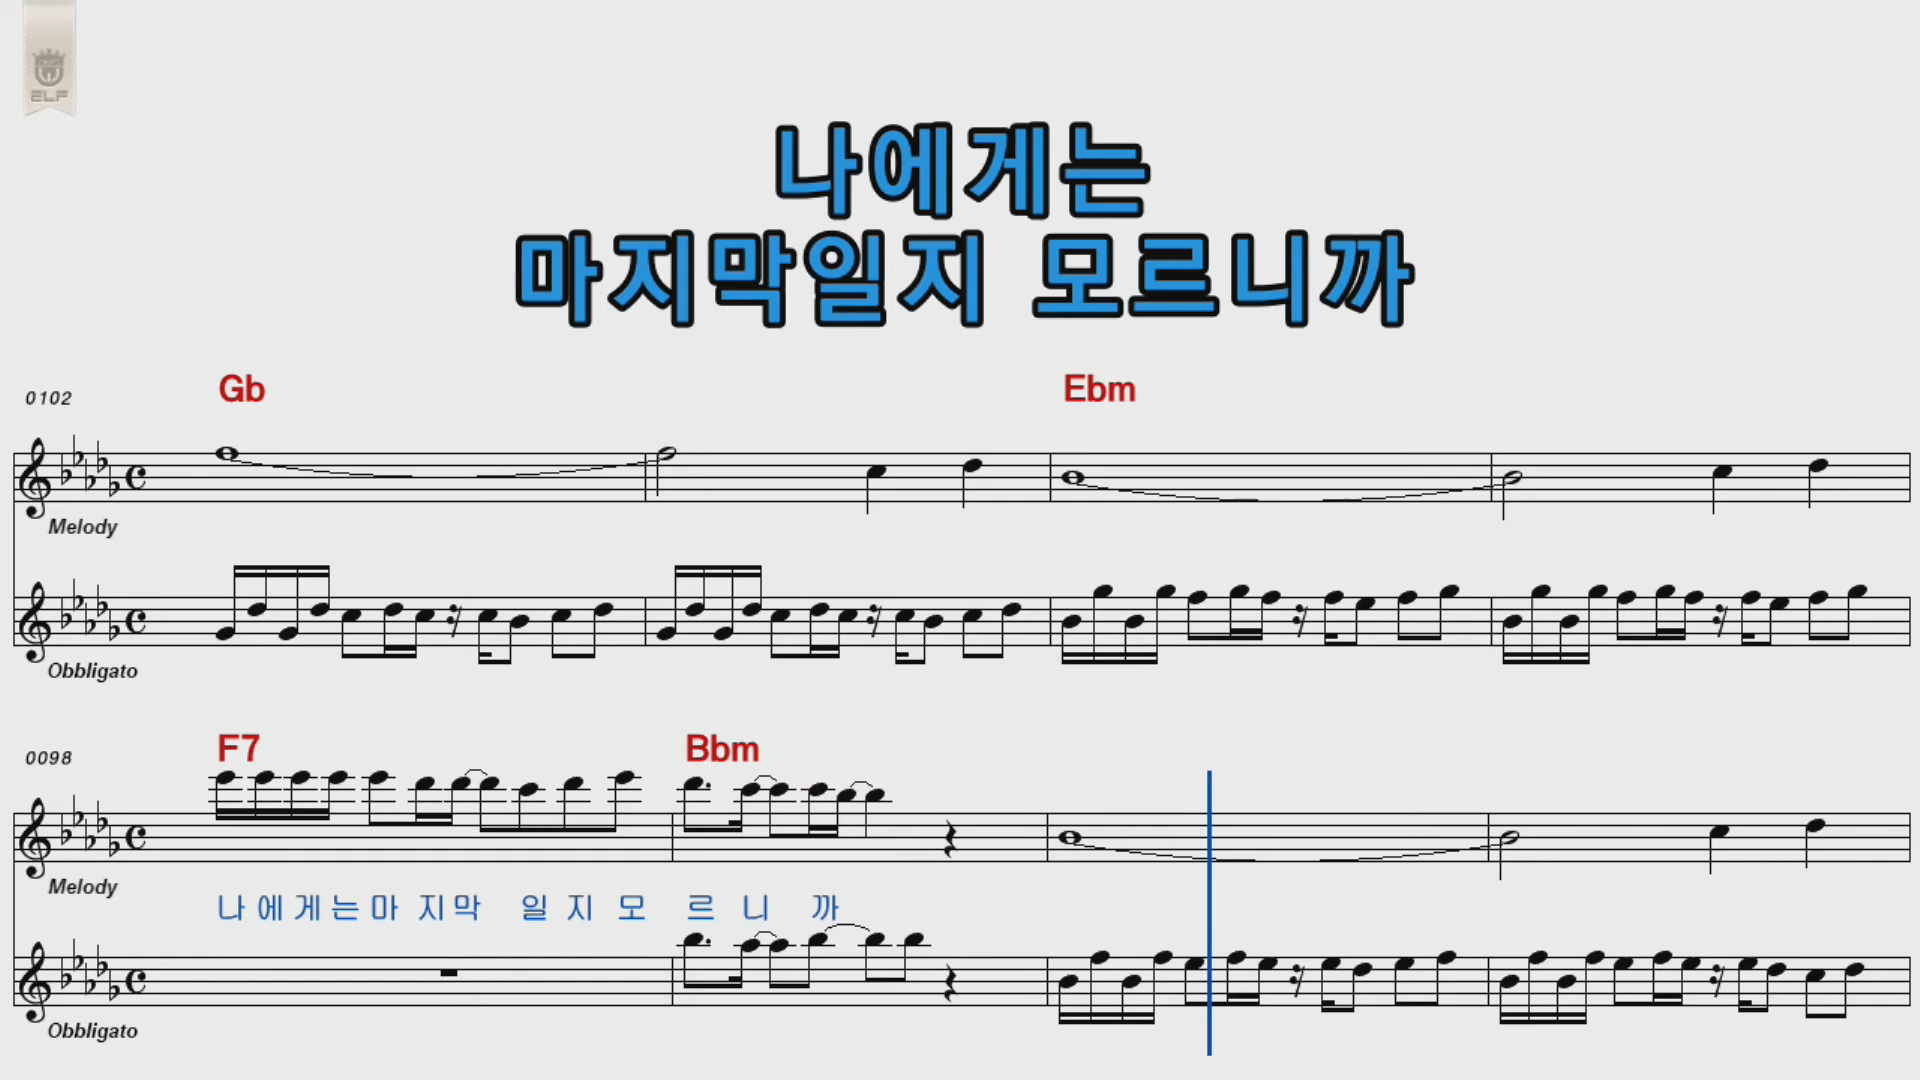 ELF
나에게는
마지막일지 모르니까
0102 Gb Ebm
Melody
Obbligato
0098 F7 Bbm
Melody
나 에 게 는 마 지 막 일 지 모 르 니 까
Obbligato